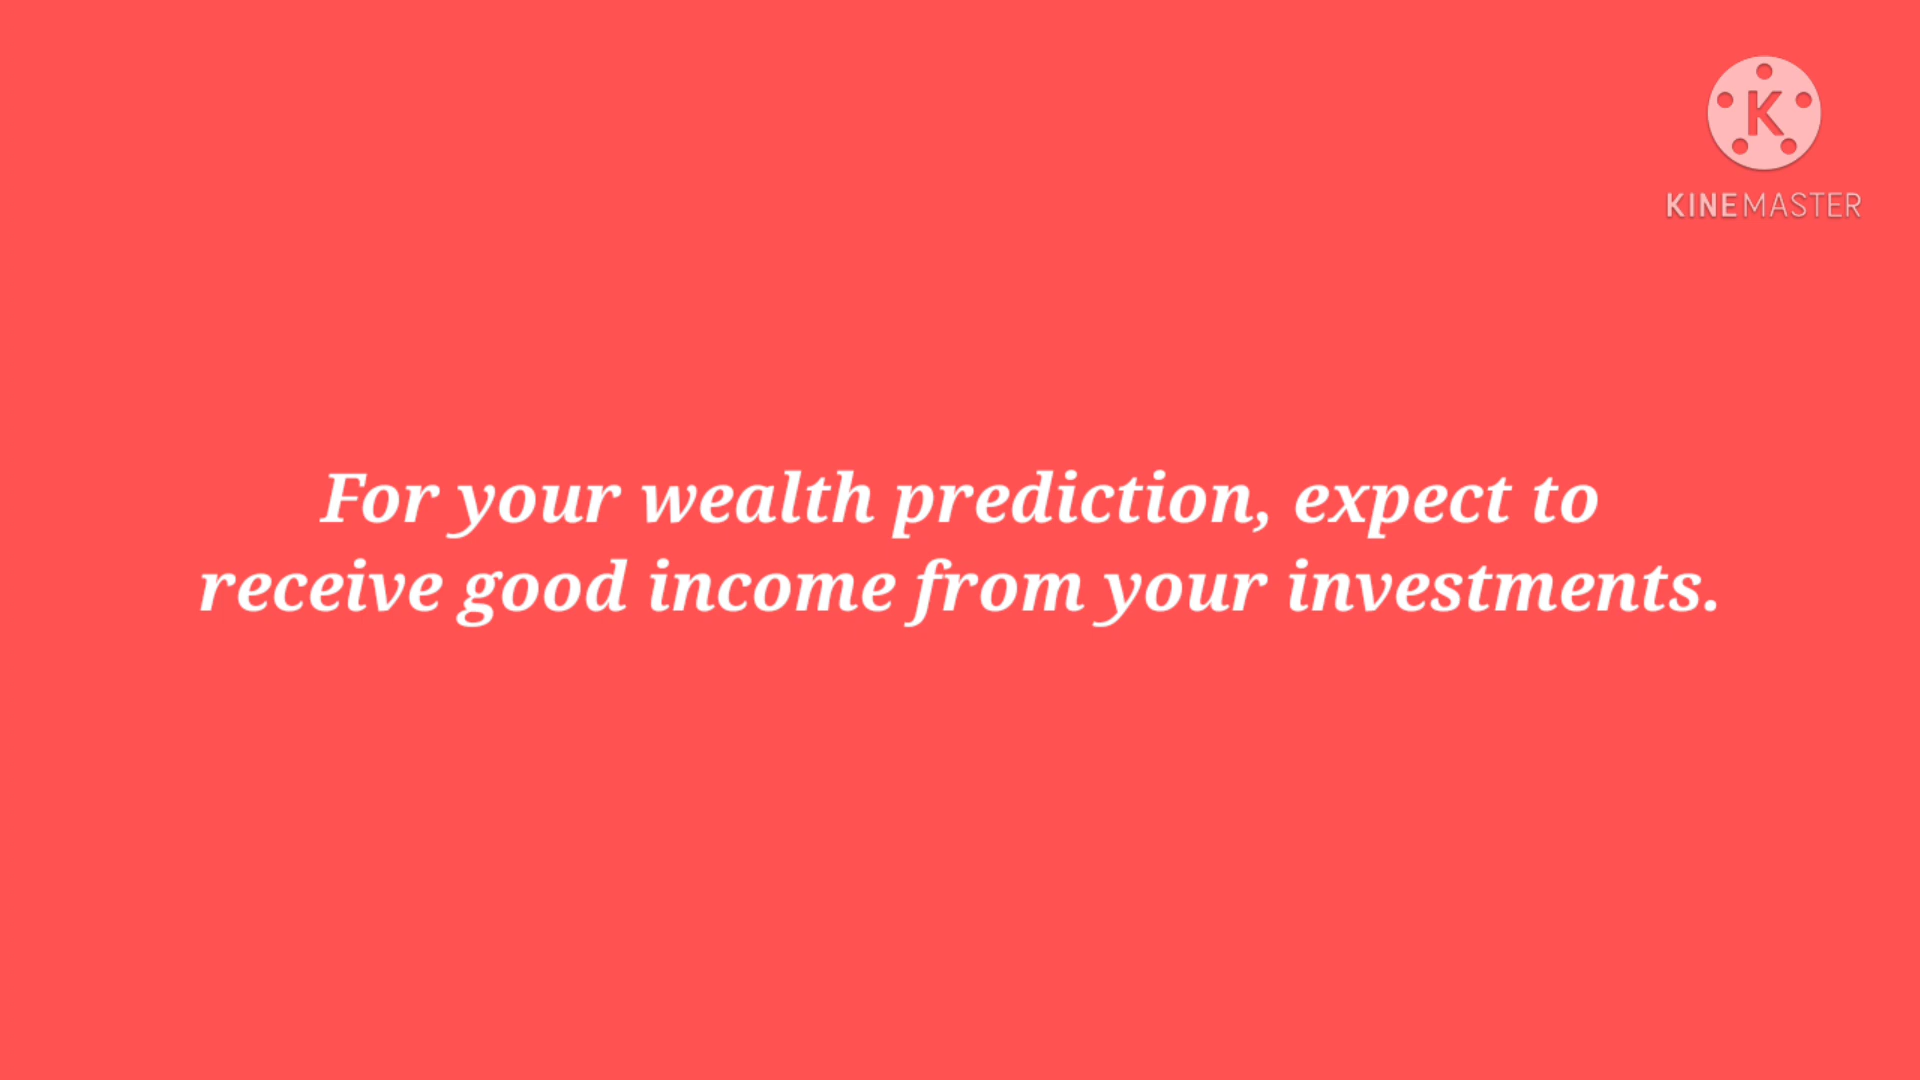 K
KINEMASTER
For your wealth prediction, expect to
receive good income from your investments.